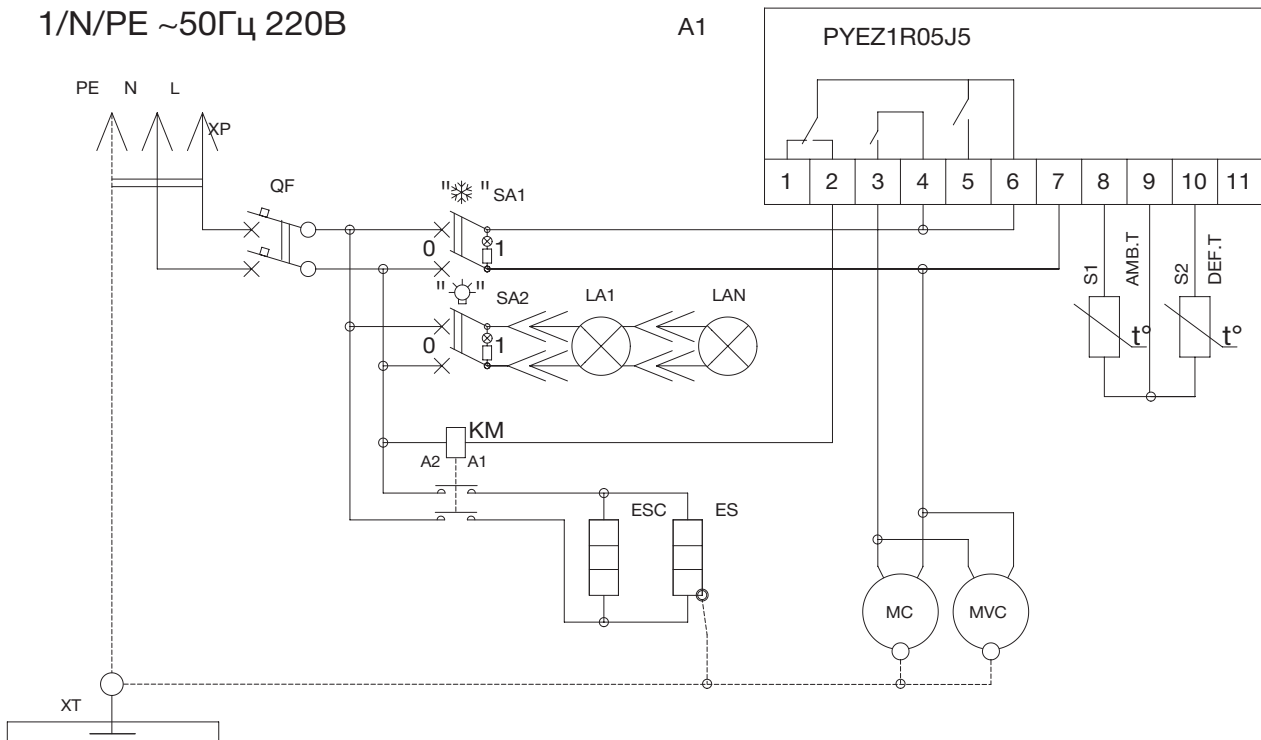 1/N/PE ~50Гц 220В
A1
PYEZ1R05J5
PE N L
XP
QF
" " SA1
1 2 3 4 5 6 7 8 9 10 11
0 1
" " SA2
LA1
LAN
0 1
S1
AMB.T
t°
S2
DEF.T
t°
KM
A2 A1
ESC
ES
MC
MVC
XT